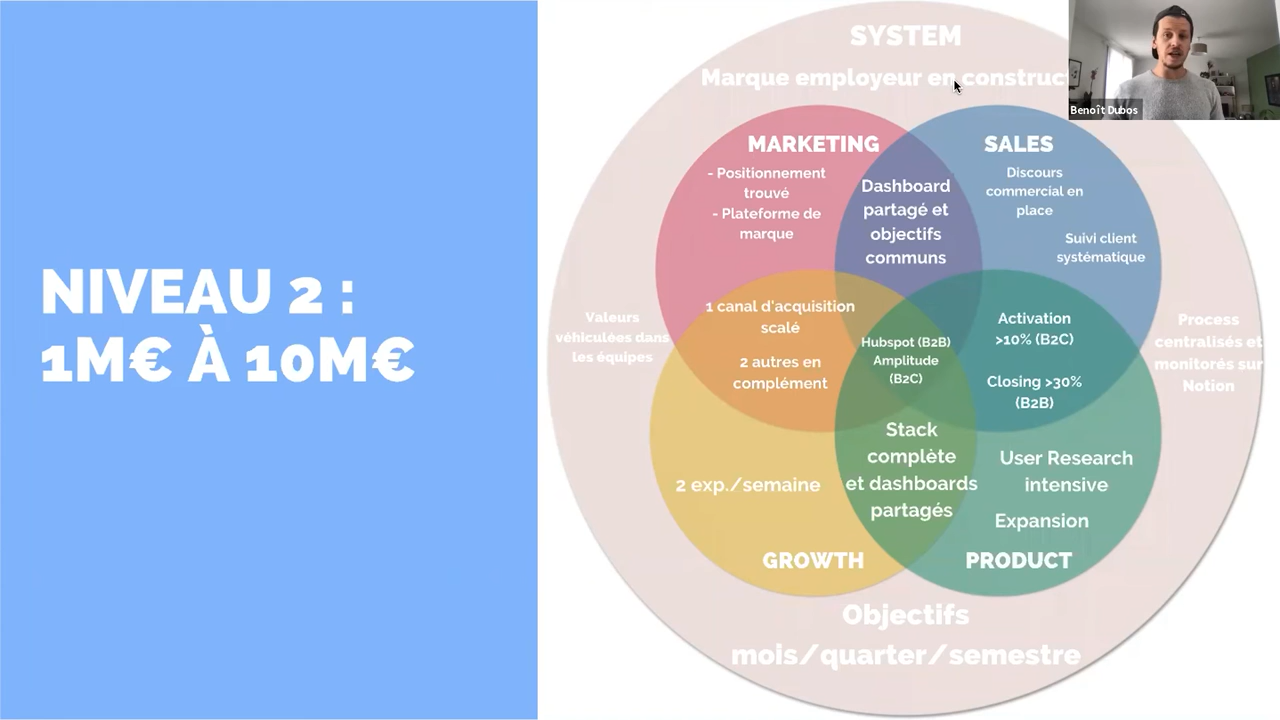 NIVEAU 2 :
1M€ À 10M€
SYSTEM
Marque employeur en
Benoît Dubos
MARKETING
- Positionnement
trouvé
- Plateforme de
marque
Dashboard
partagé et
objectifs
communs
SALES
Discours
commercial en
place
Suivi client
systématique
Valeurs
véhiculées dans
les équipes
1 canal d'acquisition
scalé
2 autres en
complément
Hubspot (B2B)
Amplitude
(B2C)
Activation
>10% (B2C)
Closing >30%
(B2B)
Process
centralisés et
monitorés sur
Notion
2 exp./semaine
GROWTH
Stack
complète
et dashboards
partagés
User Research
intensive
Expansion
PRODUCT
Objectifs
mois/quarter/semestre